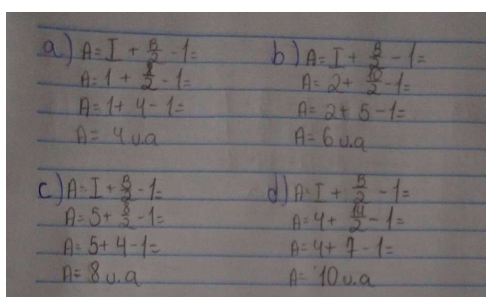 a) A = I + B/2 - 1 =
A = 1 + 8/2 - 1 =
A = 1 + 4 - 1 =
A = 4 u.a
b) A = I + B/2 - 1 =
A = 2 + 10/2 - 1 =
A = 2 + 5 - 1 =
A = 6 u.a
c) A = I + B/2 - 1 =
A = 5 + 8/2 - 1 =
A = 5 + 4 - 1 =
A = 8 u.a
d) A = I + B/2 - 1 =
A = 4 + 14/2 - 1 =
A = 4 + 7 - 1 =
A = 10 u.a